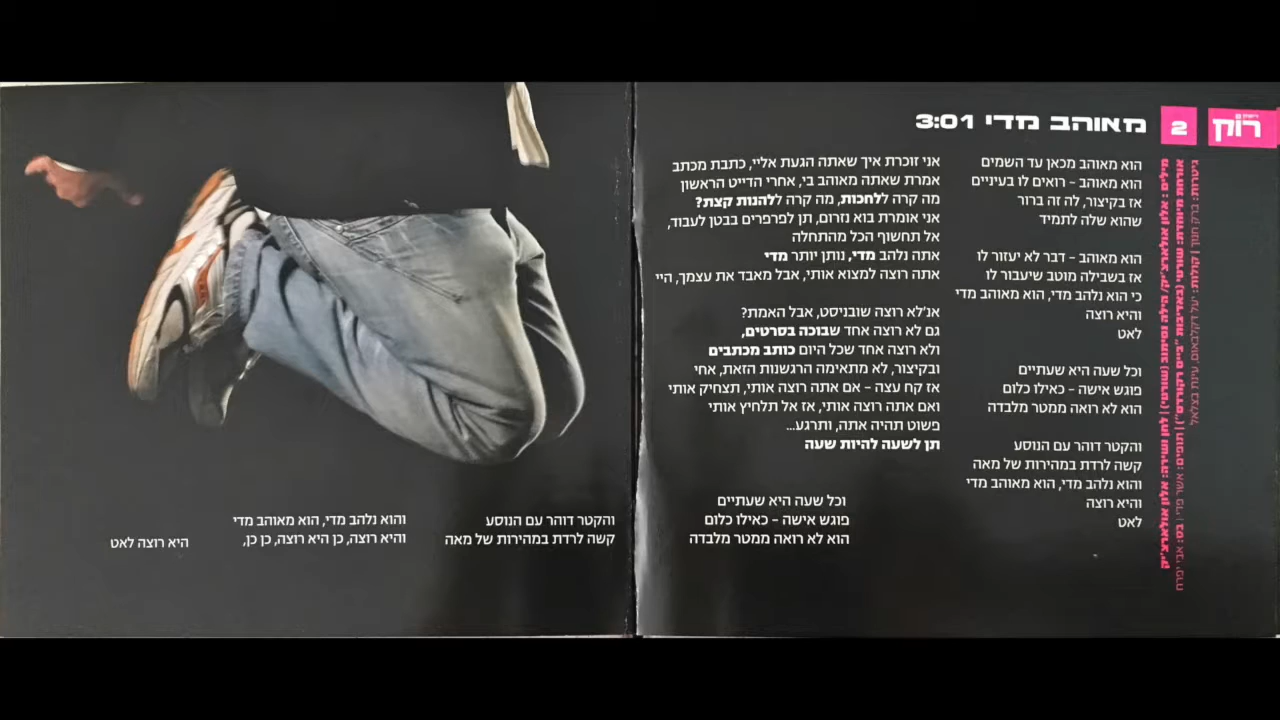 רוק
2
מאוהב מדי 3:01
הוא מאוהב מכאן עד השמים
הוא מאוהב – רואים לו בעיניים
אז בקיצור, לה זה ברור
שהוא שלה לתמיד
הוא מאוהב – דבר לא יעזור לו
אז בשבילה מוטב שיעבור לו
כי הוא נלהב מדי, הוא מאוהב מדי
והיא רוצה
לאט
וכל שעה היא שעתיים
פוגש אישה – כאילו כלום
הוא לא רואה ממטר מלבדה
והקטר דוהר עם הנוסע
קשה לרדת במהירות של מאה
והוא נלהב מדי, הוא מאוהב מדי
והיא רוצה
לאט
אני זוכרת איך שאתה הגעת אליי, כתבת מכתב
אמרת שאתה מאוהב בי, אחרי הדייט הראשון
מה קרה ללחכות, מה קרה ללהנות קצת?
אני אומרת בוא נזרום, תן לפרפרים בבטן לעבוד,
אל תחשוף הכל מהתחלה
אתה נלהב מדי, נותן יותר מדי
אתה רוצה למצוא אותי, אבל מאבד את עצמך, היי
אנ'לא רוצה שובניסט, אבל האמת?
גם לא רוצה אחד שבוכה בסרטים,
ולא רוצה אחד שכל היום כותב מכתבים
ובקיצור, לא מתאימה הרגשנות הזאת, אחי
אז קח עצה – אם אתה רוצה אותי, תצחיק אותי
ואם אתה רוצה אותי, אז אל תלחיץ אותי
פשוט תהיה אתה, ותרגע...
תן לשעה להיות שעה
וכל שעה היא שעתיים
פוגש אישה – כאילו כלום
הוא לא רואה ממטר מלבדה
והקטר דוהר עם הנוסע
קשה לרדת במהירות של מאה
והוא נלהב מדי, הוא מאוהב מדי
והיא רוצה, כן היא רוצה, כן כן,
היא רוצה לאט